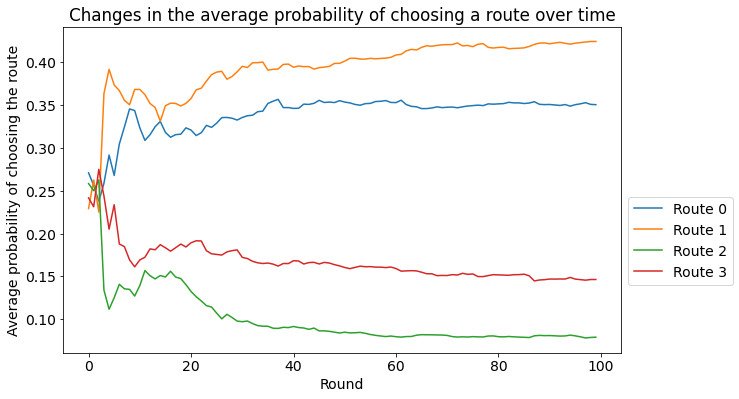 Changes in the average probability of choosing a route over time
Average probability of choosing the route
0.40
0.35
0.30
0.25
0.20
0.15
0.10
0
20
40
60
80
100
Round
Route 0
Route 1
Route 2
Route 3